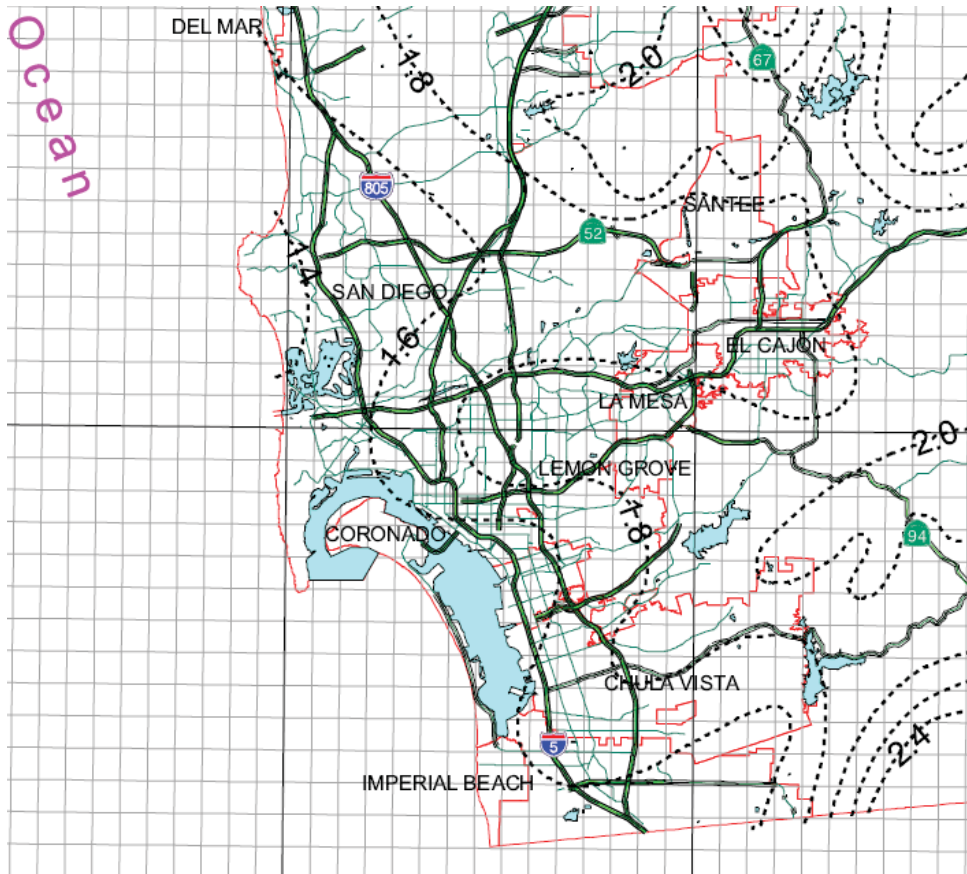 Ocean
DEL MAR
67
1.8
2.0
805
SANTEE
52
1.4
SAN DIEGO
1.6
EL CAJON
LA MESA
2.0
LEMON GROVE
1.8
CORONADO
94
CHULA VISTA
5
2.4
IMPERIAL BEACH